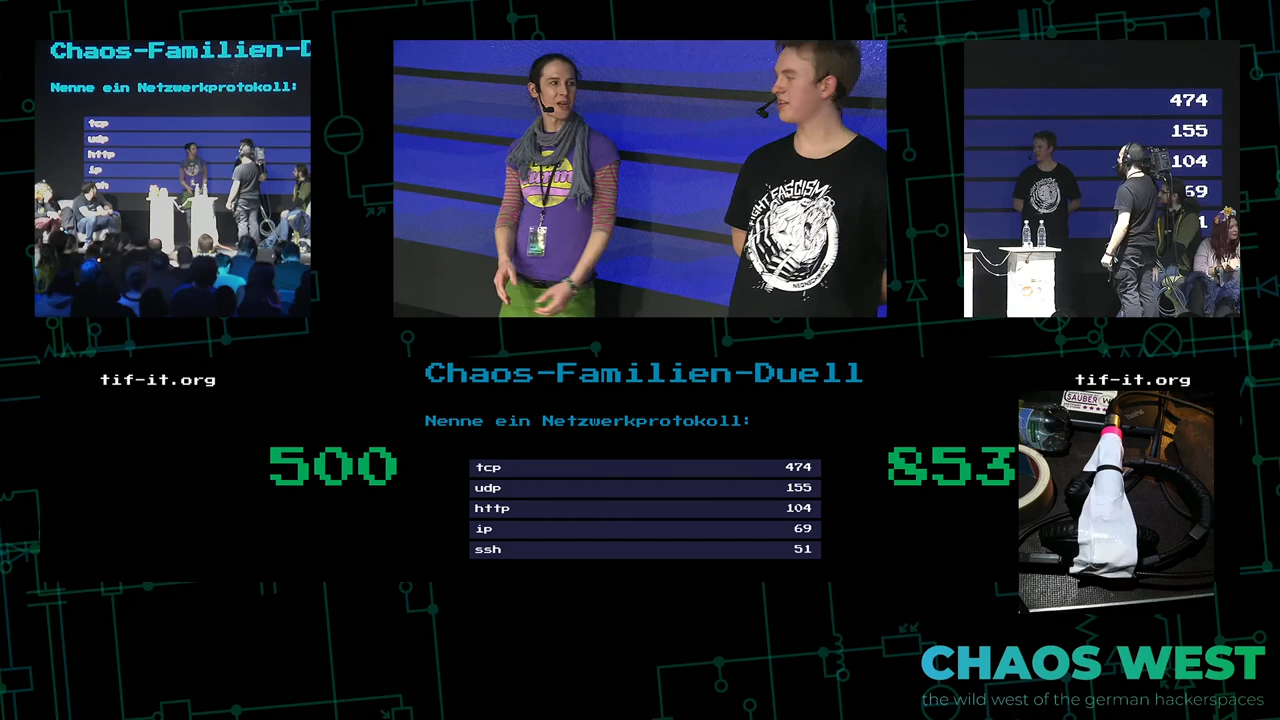 Chaos-Familien-D
Nenne ein Netzwerkprotokoll:
tcp
udp
http
ip
FIGHT FASCISM
474
155
104
69
1
tif-it.org
Chaos-Familien-Duell
tif-it.org
Nenne ein Netzwerkprotokoll:
SAUBER
500
853
tcp 474
udp 155
http 104
ip 69
ssh 51
CHAOS WEST
the wild west of the german hackerspaces